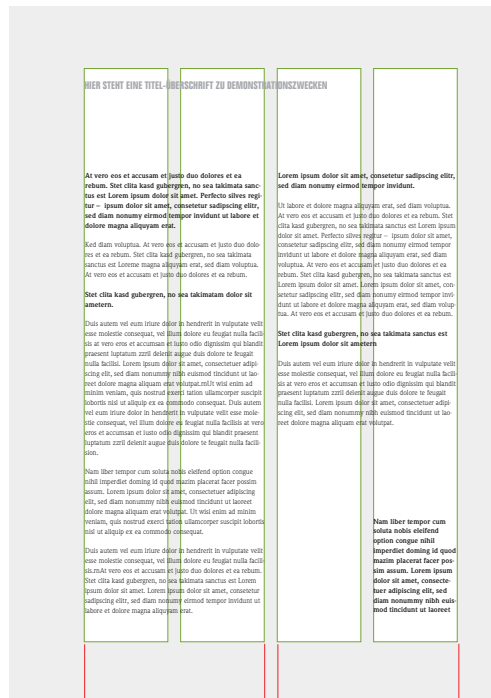 HIER STEHT EINE TITEL-ÜBERSCHRIFT ZU DEMONSTRATIONSZWECKEN
At vero eos et accusam et justo duo dolores et ea
rebum. Stet clita kasd gubergren, no sea takimata sanc-
tus est Lorem ipsum dolor sit amet. Perfecto silves regi-
tur – ipsum dolor sit amet, consetetur sadipscing elitr,
sed diam nonumy eirmod tempor invidunt ut labore et
dolore magna aliquyam erat.
Ked diam voluptua. At vero eos et accusam et justo duo dolo-
res et ea rebum. Stet clita kasd gubergren, no sea takimata
sanctus est Loreme magna aliquyam erat, sed diam voluptua.
At vero eos et accusam et justo duo dolores et ea rebum.
Stet clita kasd gubergren, no sea takimatam dolor sit
ametern.
Duis autem vel eum iriure dolor in hendrerit in vulputate velit
esse molestie consequat, vel illum dolore eu feugiat nulla facili-
sis at vero eros et accumsan et iusto odio dignissim qui blandit
praesent luptatum zzril delenit augue duis dolore te feugait
nulla facilisi. Lorem ipsum dolor sit amet, consectetuer adipi-
scing elit, sed diam nonummy nibh euismod tincidunt ut lao-
reet dolore magna aliquam erat volutpat.mUt wisi enim ad
minim veniam, quis nostrud exerci tation ullamcorper suscipit
lobortis nisl ut aliquip ex ea commodo consequat. Duis autem
vel eum iriure dolor in hendrerit in vulputate velit esse mole-
stie consequat, vel illum dolore eu feugiat nulla facilisis at vero
eros et accumsan et iusto odio dignissim qui blandit praesent
luptatum zzril delenit augue duis dolore te feugait nulla facili-
sion.
Nam liber tempor cum soluta nobis eleifend option congue
nihil imperdiet doming id quod mazim placerat facer possim
assum. Lorem ipsum dolor sit amet, consectetuer adipiscing
elit, sed diam nonummy nibh euismod tincidunt ut laoreet
dolore magna aliquam erat volutpat. Ut wisi enim ad minim
veniam, quis nostrud exerci tation ullamcorper suscipit lobortis
nisl ut aliquip ex ea commodo consequat.
Duis autem vel eum iriure dolor in hendrerit in vulputate velit
esse molestie consequat, vel illum dolore eu feugiat nulla facili-
sis.mAt vero eos et accusam et justo duo dolores et ea rebum.
Stet clita kasd gubergren, no sea takimata sanctus est Lorem
ipsum dolor sit amet. Lorem ipsum dolor sit amet, consetetur
sadipscing elitr, sed diam nonumy eirmod tempor invidunt ut
labore et dolore magna aliquyam erat.
Lorem ipsum dolor sit amet, consetetur sadipscing elitr,
sed diam nonumy eirmod tempor invidunt.
Ut labore et dolore magna aliquyam erat, sed diam voluptua.
At vero eos et accusam et justo duo dolores et ea rebum. Stet
clita kasd gubergren, no sea takimata sanctus est Lorem ipsum
dolor sit amet. Perfecto silves regitur – ipsum dolor sit amet,
consetetur sadipscing elitr, sed diam nonumy eirmod tempor
invidunt ut labore et dolore magna aliquyam erat, sed diam
voluptua. At vero eos et accusam et justo duo dolores et ea
rebum. Stet clita kasd gubergren, no sea takimata sanctus est
Lorem ipsum dolor sit amet. Lorem ipsum dolor sit amet, con-
setetur sadipscing elitr, sed diam nonumy eirmod tempor invi-
dunt ut labore et dolore magna aliquyam erat, sed diam volup-
tua. At vero eos et accusam et justo duo dolores et ea rebum.
Stet clita kasd gubergren, no sea takimata sanctus est
Lorem ipsum dolor sit ametern
Duis autem vel eum iriure dolor in hendrerit in vulputate velit
esse molestie consequat, vel illum dolore eu feugiat nulla facili-
sis at vero eros et accumsan et iusto odio dignissim qui blandit
praesent luptatum zzril delenit augue duis dolore te feugait
nulla facilisi. Lorem ipsum dolor sit amet, consectetuer adipi-
scing elit, sed diam nonummy nibh euismod tincidunt ut lao-
reet dolore magna aliquam erat volutpat.
Nam liber tempor cum
soluta nobis eleifend
option congue nihil
imperdiet doming id quod
mazim placerat facer pos-
sim assum. Lorem ipsum
dolor sit amet, consecte-
tuer adipiscing elit, sed
diam nonummy nibh euis-
mod tincidunt ut laoreet